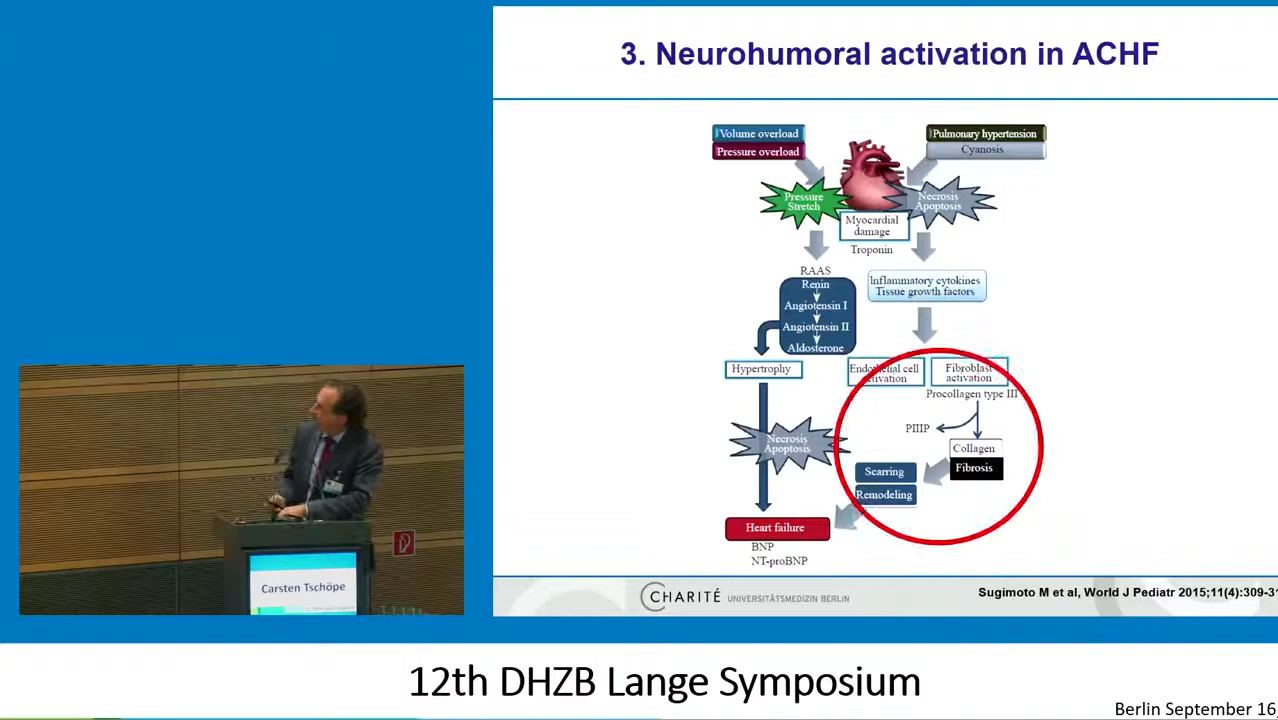 3. Neurohumoral activation in ACHF
Volume overload
Pressure overload
Pulmonary hypertension
Cyanosis
Pressure
Stretch
Necrosis
Apoptosis
Myocardial
damage
Troponin
RAAS
Renin
Angiotensin I
Angiotensin II
Aldosterone
Inflammatory cytokines
Tissue growth factors
Hypertrophy
Endothelial cell
activation
Fibroblast
activation
Procollagen type III
PIIIP
Collagen
Fibrosis
Necrosis
Apoptosis
Scarring
Remodeling
Heart failure
BNP
NT-proBNP
CHARITÉ UNIVERSITÄTSMEDIZIN BERLIN
Sugimoto M et al, World J Pediatr 2015;11(4):309-31
Carsten Tschöpe
12th DHZB Lange Symposium
Berlin September 16,